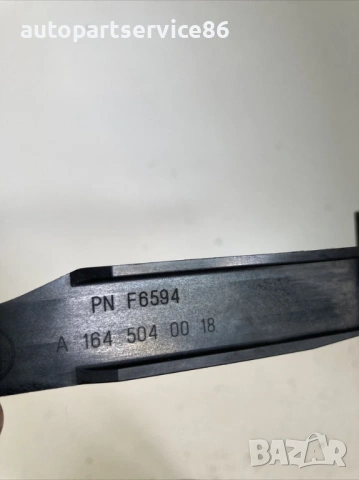 autopartservice86
PN F6594
A 164 504 00 18
BAZAR